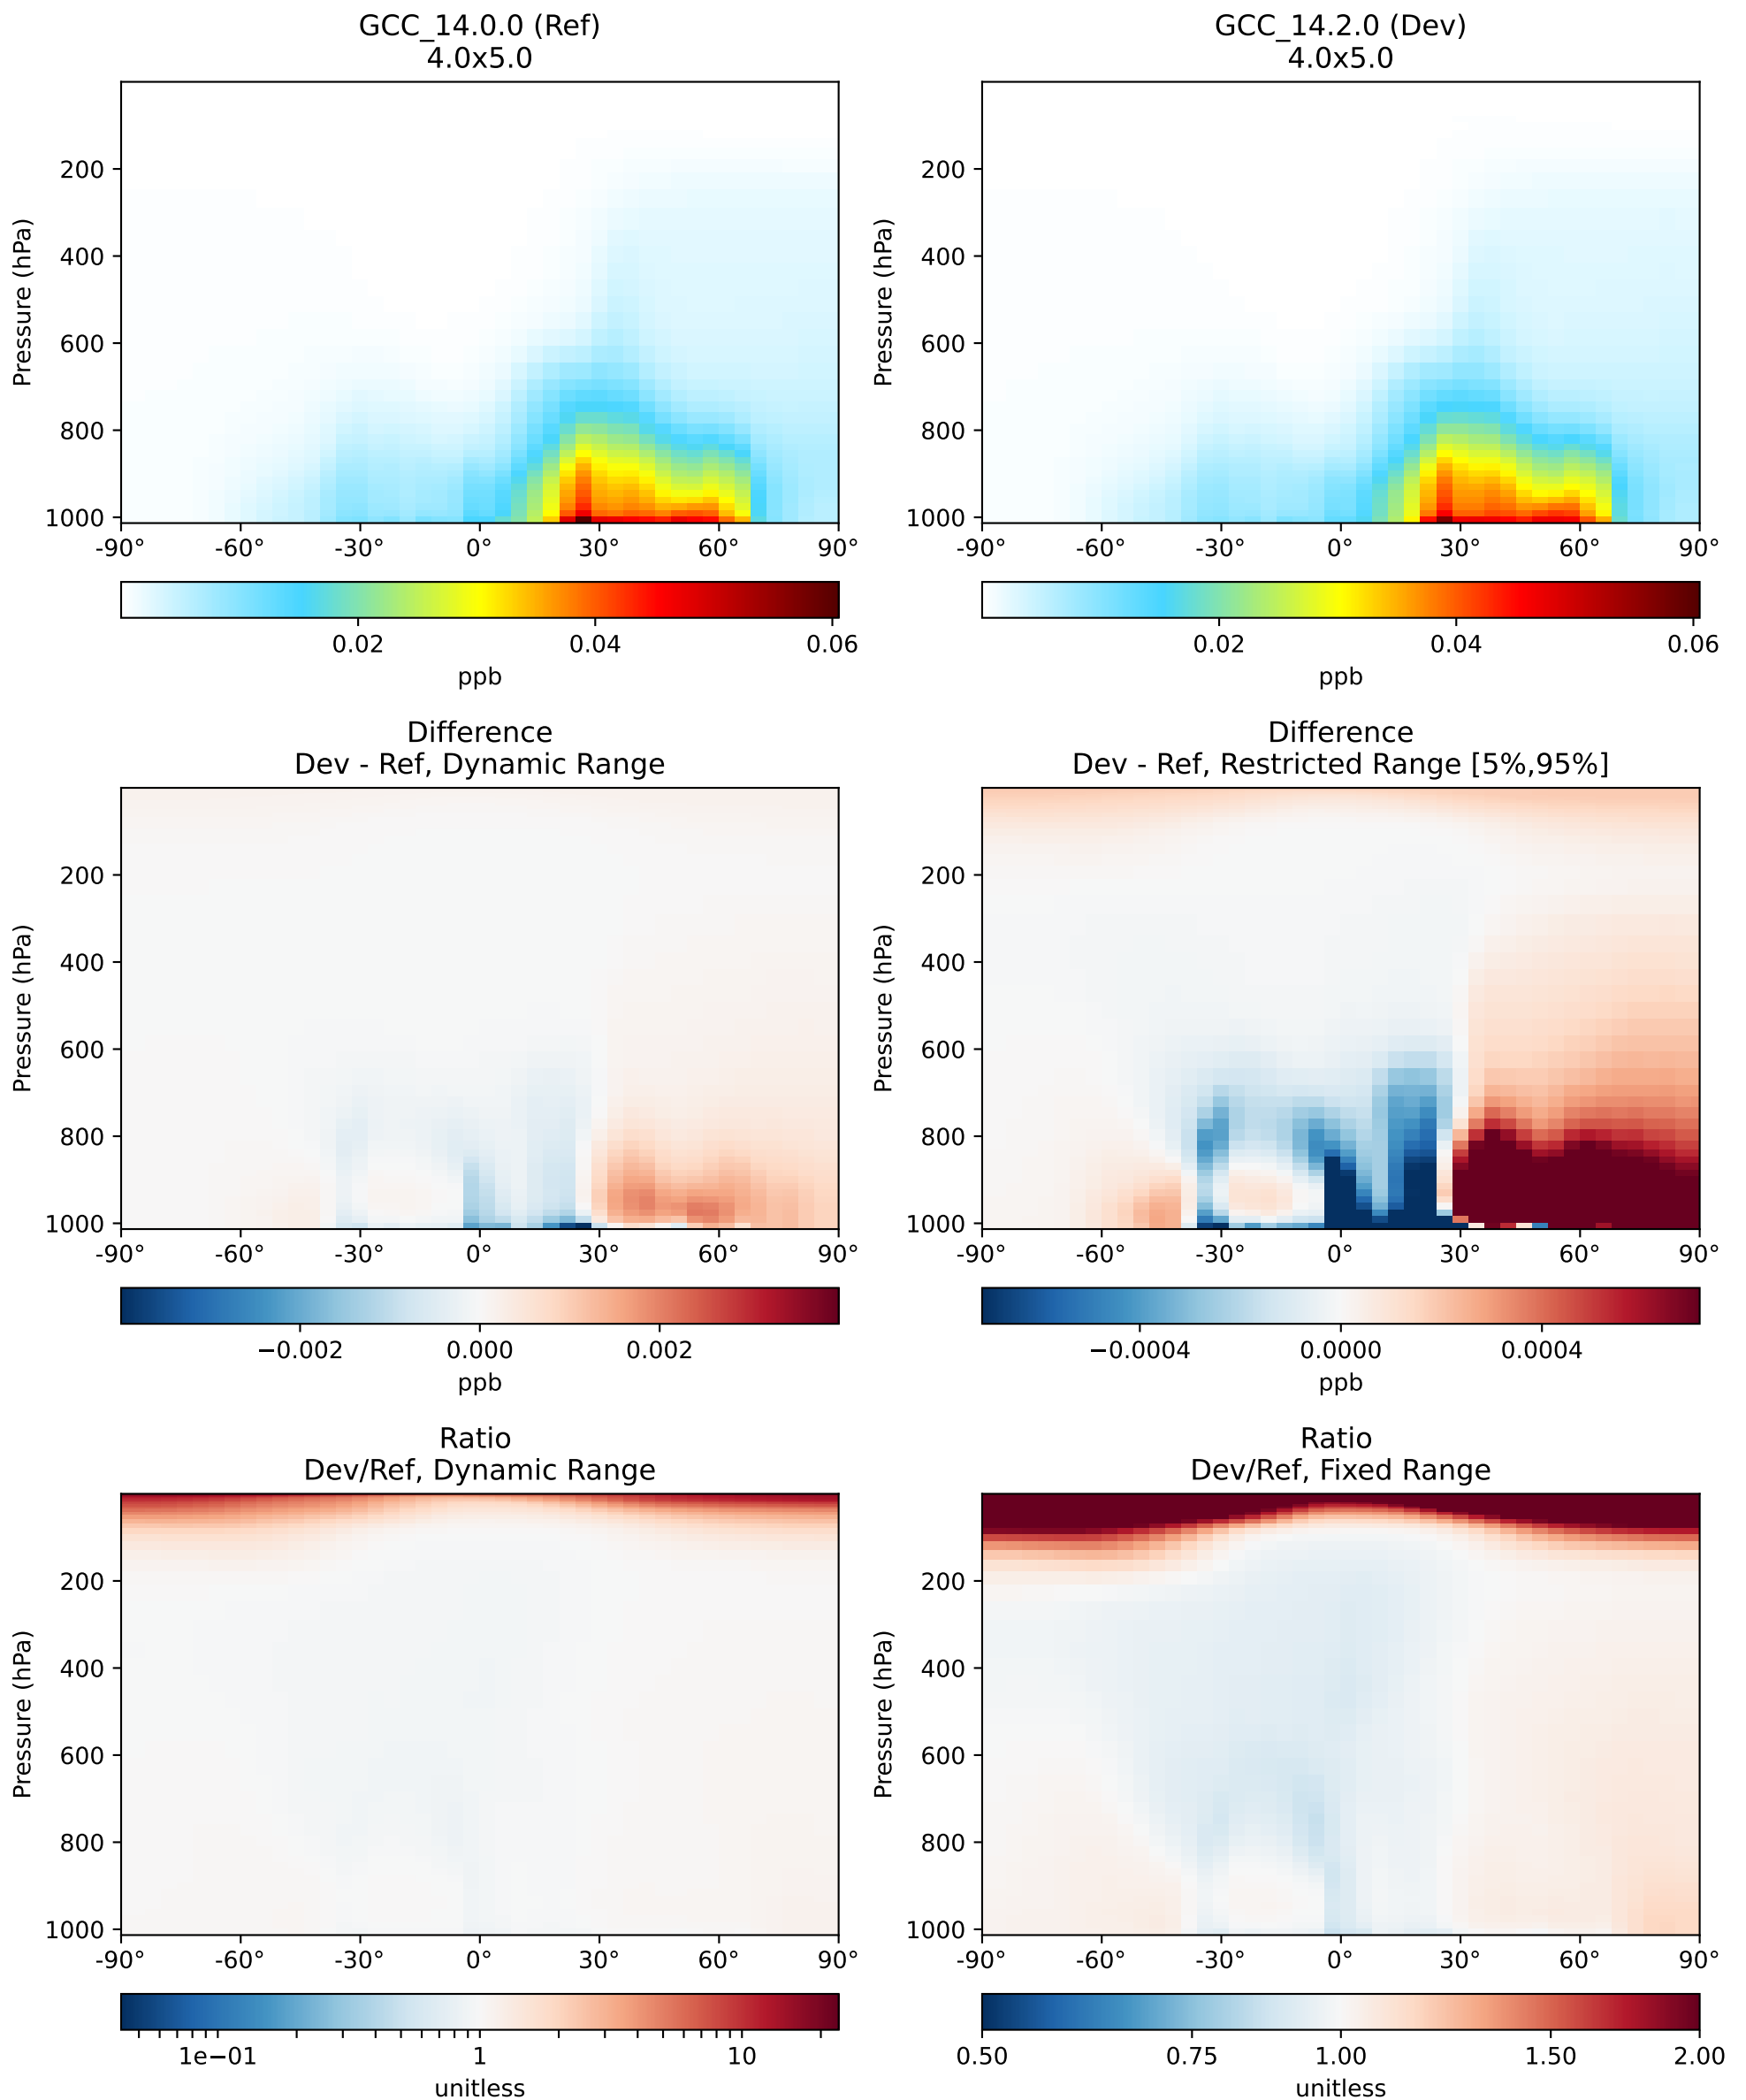 GCC_14.0.0 (Ref)
4.0x5.0
GCC_14.2.0 (Dev)
4.0x5.0
Pressure (hPa)
200
400
600
800
1000
-90° -60° -30° 0° 30° 60° 90°
0.02 0.04 0.06
ppb
Pressure (hPa)
200
400
600
800
1000
-90° -60° -30° 0° 30° 60° 90°
0.02 0.04 0.06
ppb
Difference
Dev - Ref, Dynamic Range
Difference
Dev - Ref, Restricted Range [5%,95%]
Pressure (hPa)
200
400
600
800
1000
-90° -60° -30° 0° 30° 60° 90°
−0.002 0.000 0.002
ppb
Pressure (hPa)
200
400
600
800
1000
-90° -60° -30° 0° 30° 60° 90°
−0.0004 0.0000 0.0004
ppb
Ratio
Dev/Ref, Dynamic Range
Ratio
Dev/Ref, Fixed Range
Pressure (hPa)
200
400
600
800
1000
-90° -60° -30° 0° 30° 60° 90°
1e−01 1 10
unitless
Pressure (hPa)
200
400
600
800
1000
-90° -60° -30° 0° 30° 60° 90°
0.50 0.75 1.00 1.50 2.00
unitless